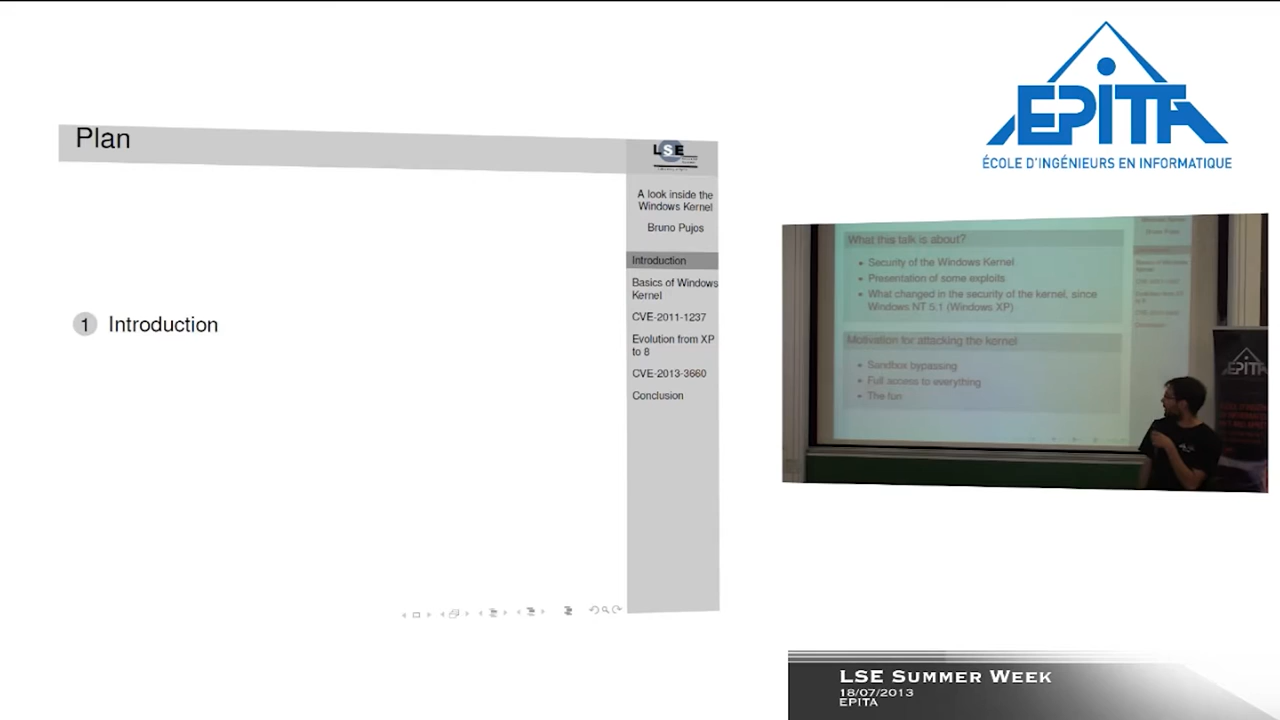 Plan
LSE
A look inside the
Windows Kernel
Bruno Pujos
Introduction
Basics of Windows
Kernel
CVE-2011-1237
Evolution from XP
to 8
CVE-2013-3660
Conclusion
1 Introduction
EPITA
ÉCOLE D'INGÉNIEURS EN INFORMATIQUE
What this talk is about?
Security of the Windows Kernel
Presentation of some exploits
What changed in the security of the kernel, since
Windows NT 5.1 (Windows XP)
Motivation for attacking the kernel
Sandbox bypassing
Full access to everything
The fun
EPITA
LSE SUMMER WEEK
18/07/2013
EPITA